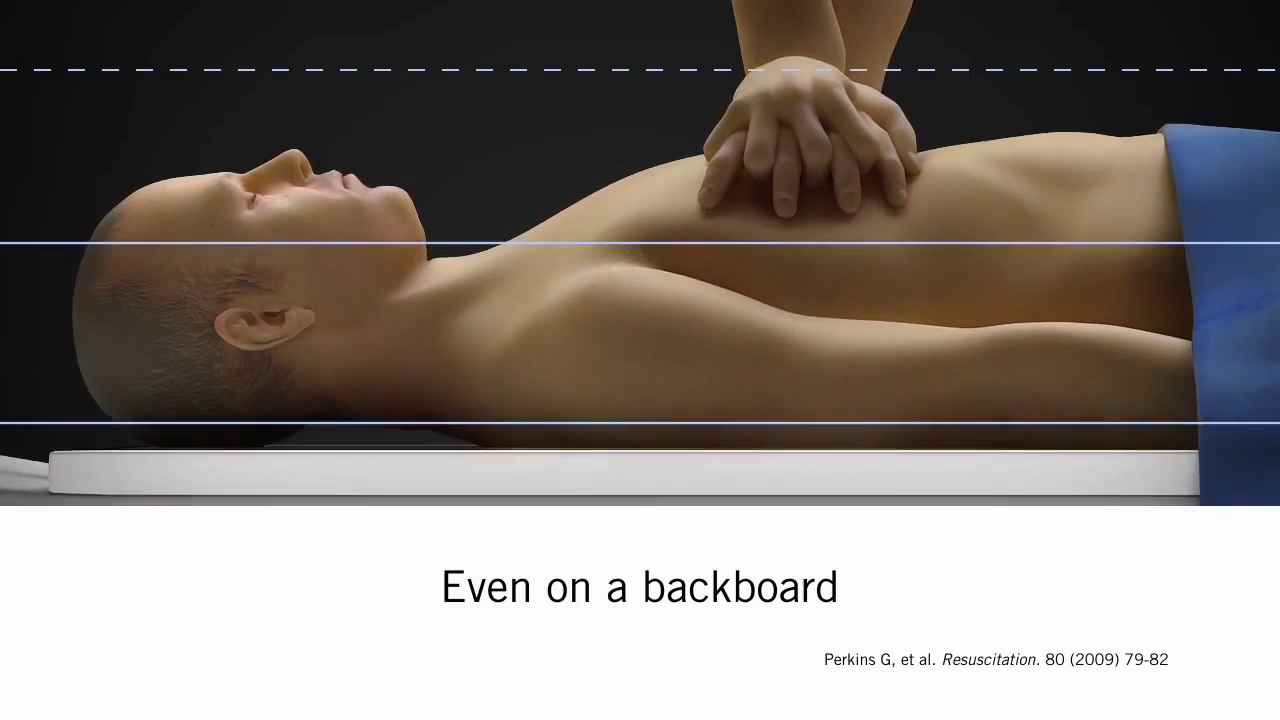 Even on a backboard
Perkins G, et al. Resuscitation. 80 (2009) 79-82